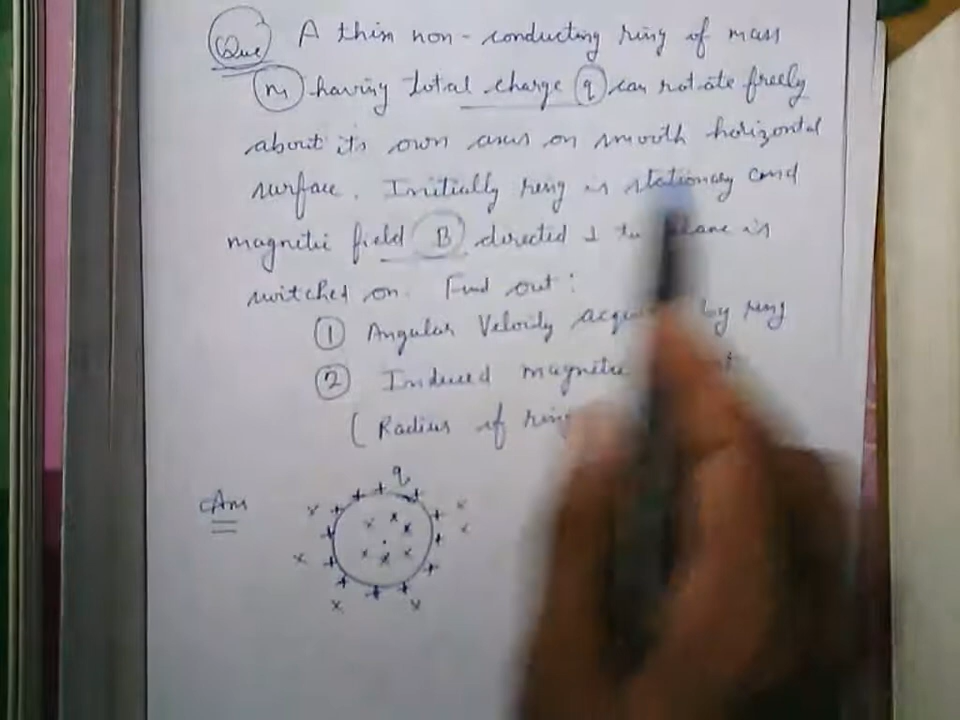 Que A thin non-conducting ring of mass
m having total charge q can rotate freely
about it's own axis on smooth horizontal
surface. Initially ring is stationary and
magnetic field B directed ⊥ to plane is
switched on. Find out:
① Angular Velocity by ring
② Induced magnetic
( Radius of ring
q
Ans